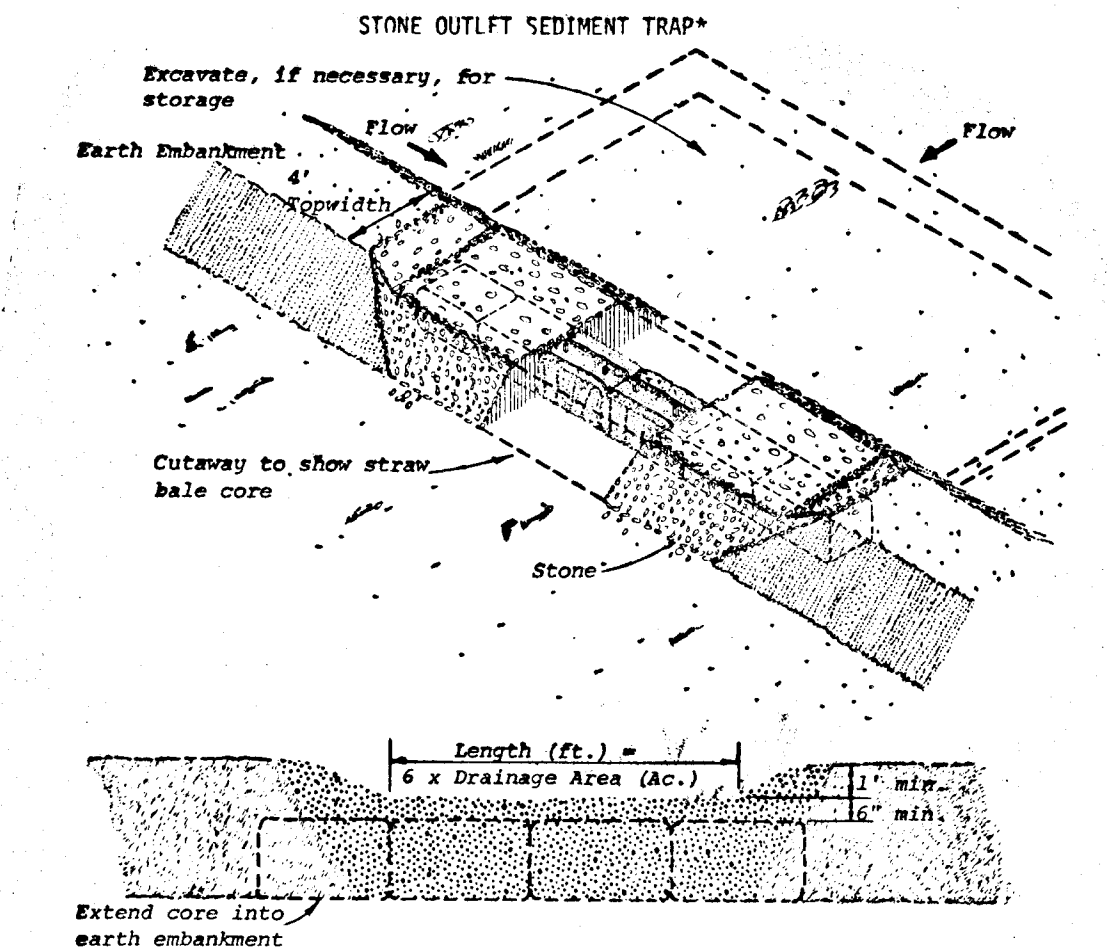 STONE OUTLET SEDIMENT TRAP*
Excavate, if necessary, for
storage
Flow
Flow
Earth Embankment
4'
Topwidth
Cutaway to show straw
bale core
Stone
Length (ft.) =
6 x Drainage Area (Ac.)
1' min.
6" min.
Extend core into
earth embankment